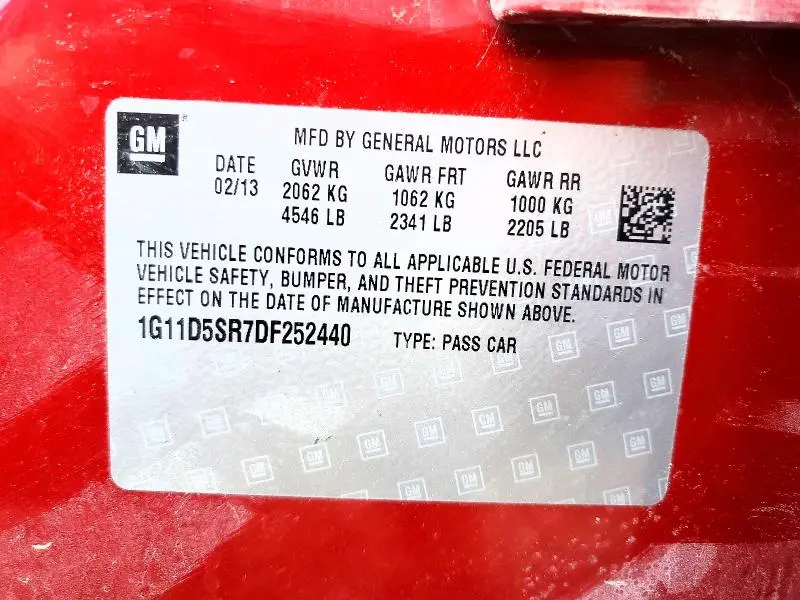 GM
MFD BY GENERAL MOTORS LLC
DATE GVWR GAWR FRT GAWR RR
02/13 2062 KG 1062 KG 1000 KG
4546 LB 2341 LB 2205 LB
THIS VEHICLE CONFORMS TO ALL APPLICABLE U.S. FEDERAL MOTOR
VEHICLE SAFETY, BUMPER, AND THEFT PREVENTION STANDARDS IN
EFFECT ON THE DATE OF MANUFACTURE SHOWN ABOVE.
1G11D5SR7DF252440 TYPE: PASS CAR